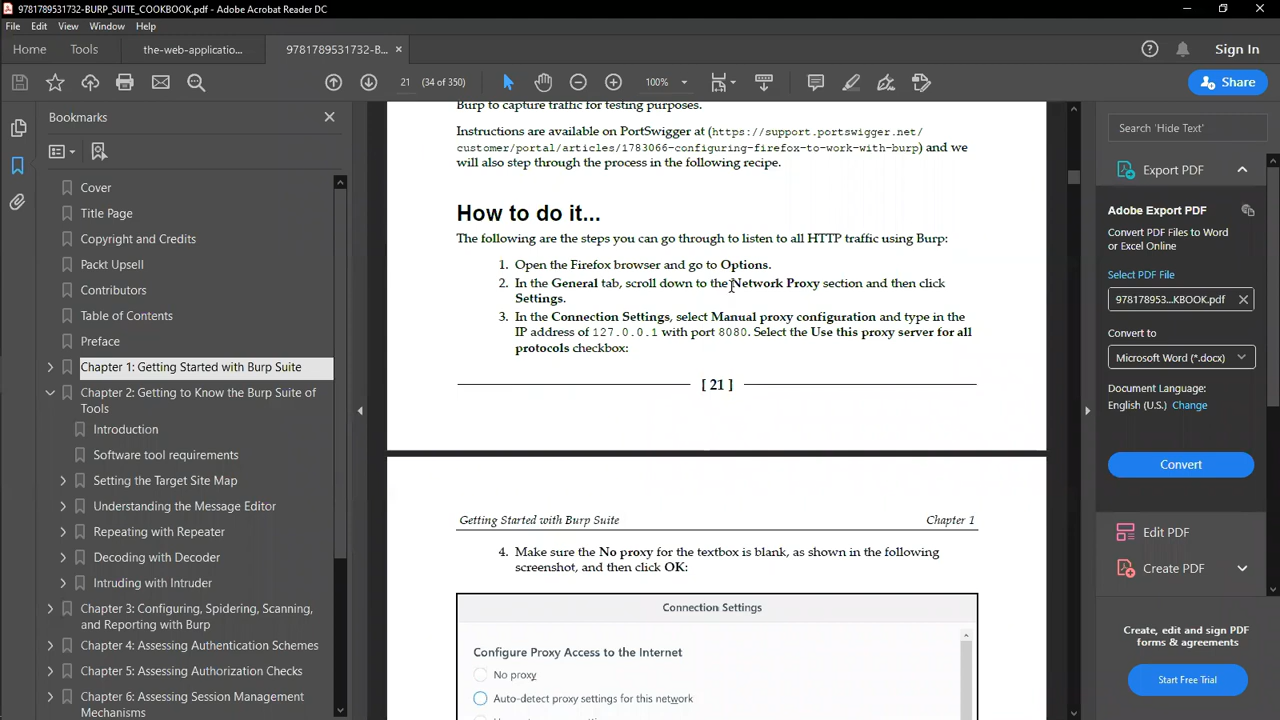 9781789531732-BURP_SUITE_COOKBOOK.pdf - Adobe Acrobat Reader DC
File Edit View Window Help
Home Tools the-web-applicatio... 9781789531732-B... Sign In
21 (34 of 350) 100% Share
Bookmarks
Cover
Title Page
Copyright and Credits
Packt Upsell
Contributors
Table of Contents
Preface
Chapter 1: Getting Started with Burp Suite
Chapter 2: Getting to Know the Burp Suite of
Tools
Introduction
Software tool requirements
Setting the Target Site Map
Understanding the Message Editor
Repeating with Repeater
Decoding with Decoder
Intruding with Intruder
Chapter 3: Configuring, Spidering, Scanning,
and Reporting with Burp
Chapter 4: Assessing Authentication Schemes
Chapter 5: Assessing Authorization Checks
Chapter 6: Assessing Session Management
Mechanisms
Burp to capture traffic for testing purposes.
Instructions are available on PortSwigger at (https://support.portswigger.net/
customer/portal/articles/1783066-configuring-firefox-to-work-with-burp) and we
will also step through the process in the following recipe.
How to do it...
The following are the steps you can go through to listen to all HTTP traffic using Burp:
1. Open the Firefox browser and go to Options.
2. In the General tab, scroll down to the Network Proxy section and then click
Settings.
3. In the Connection Settings, select Manual proxy configuration and type in the
IP address of 127.0.0.1 with port 8080. Select the Use this proxy server for all
protocols checkbox:
[ 21 ]
Getting Started with Burp Suite Chapter 1
4. Make sure the No proxy for the textbox is blank, as shown in the following
screenshot, and then click OK:
Connection Settings
Configure Proxy Access to the Internet
No proxy
Auto-detect proxy settings for this network
Search 'Hide Text'
Export PDF
Adobe Export PDF
Convert PDF Files to Word
or Excel Online
Select PDF File
978178953...KBOOK.pdf
Convert to
Microsoft Word (*.docx)
Document Language:
English (U.S.) Change
Convert
Edit PDF
Create PDF
Create, edit and sign PDF
forms & agreements
Start Free Trial